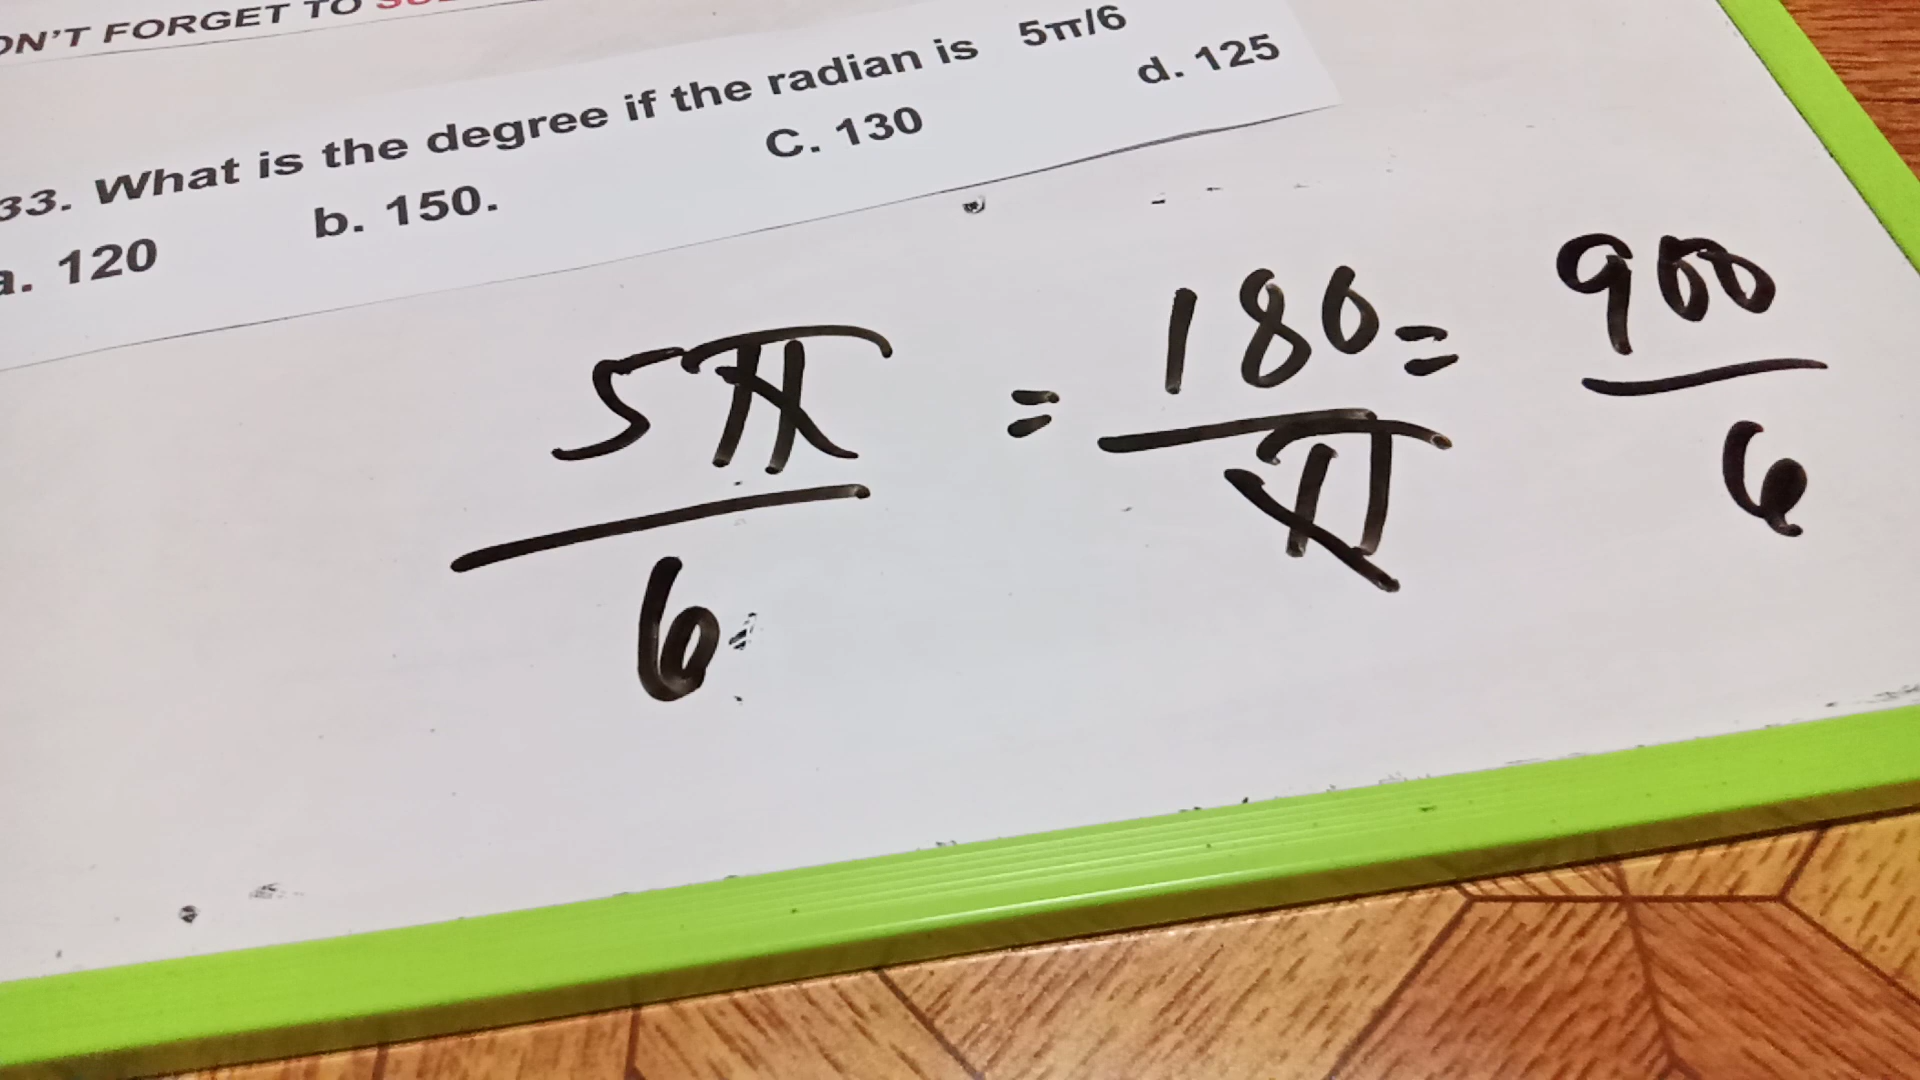 ON'T FORGET TO
33. What is the degree if the radian is 5π/6
a. 120 b. 150. C. 130 d. 125
5π = 180 = 900
6 π 6